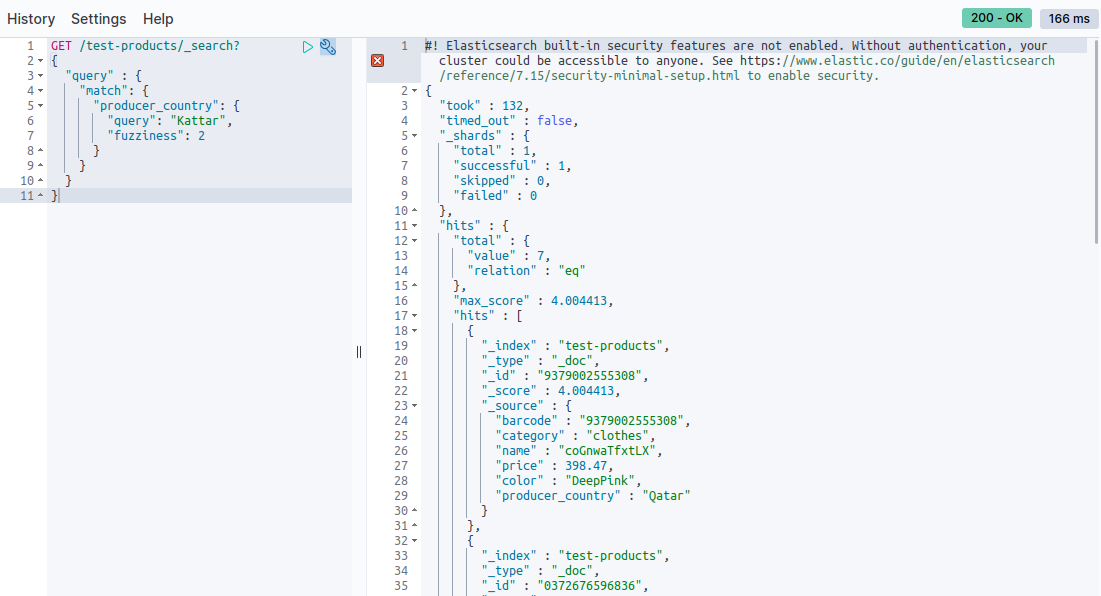 History Settings Help
200 - OK 166 ms
1 GET /test-products/_search?
2 {
3 "query" : {
4 "match": {
5 "producer_country": {
6 "query": "Kattar",
7 "fuzziness": 2
8 }
9 }
10 }
11 }
1 #! Elasticsearch built-in security features are not enabled. Without authentication, your
cluster could be accessible to anyone. See https://www.elastic.co/guide/en/elasticsearch
/reference/7.15/security-minimal-setup.html to enable security.
2 {
3 "took" : 132,
4 "timed_out" : false,
5 "_shards" : {
6 "total" : 1,
7 "successful" : 1,
8 "skipped" : 0,
9 "failed" : 0
10 },
11 "hits" : {
12 "total" : {
13 "value" : 7,
14 "relation" : "eq"
15 },
16 "max_score" : 4.004413,
17 "hits" : [
18 {
19 "_index" : "test-products",
20 "_type" : "_doc",
21 "_id" : "9379002555308",
22 "_score" : 4.004413,
23 "_source" : {
24 "barcode" : "9379002555308",
25 "category" : "clothes",
26 "name" : "coGnwaTfxtLX",
27 "price" : 398.47,
28 "color" : "DeepPink",
29 "producer_country" : "Qatar"
30 }
31 },
32 {
33 "_index" : "test-products",
34 "_type" : "_doc",
35 "_id" : "0372676596836",